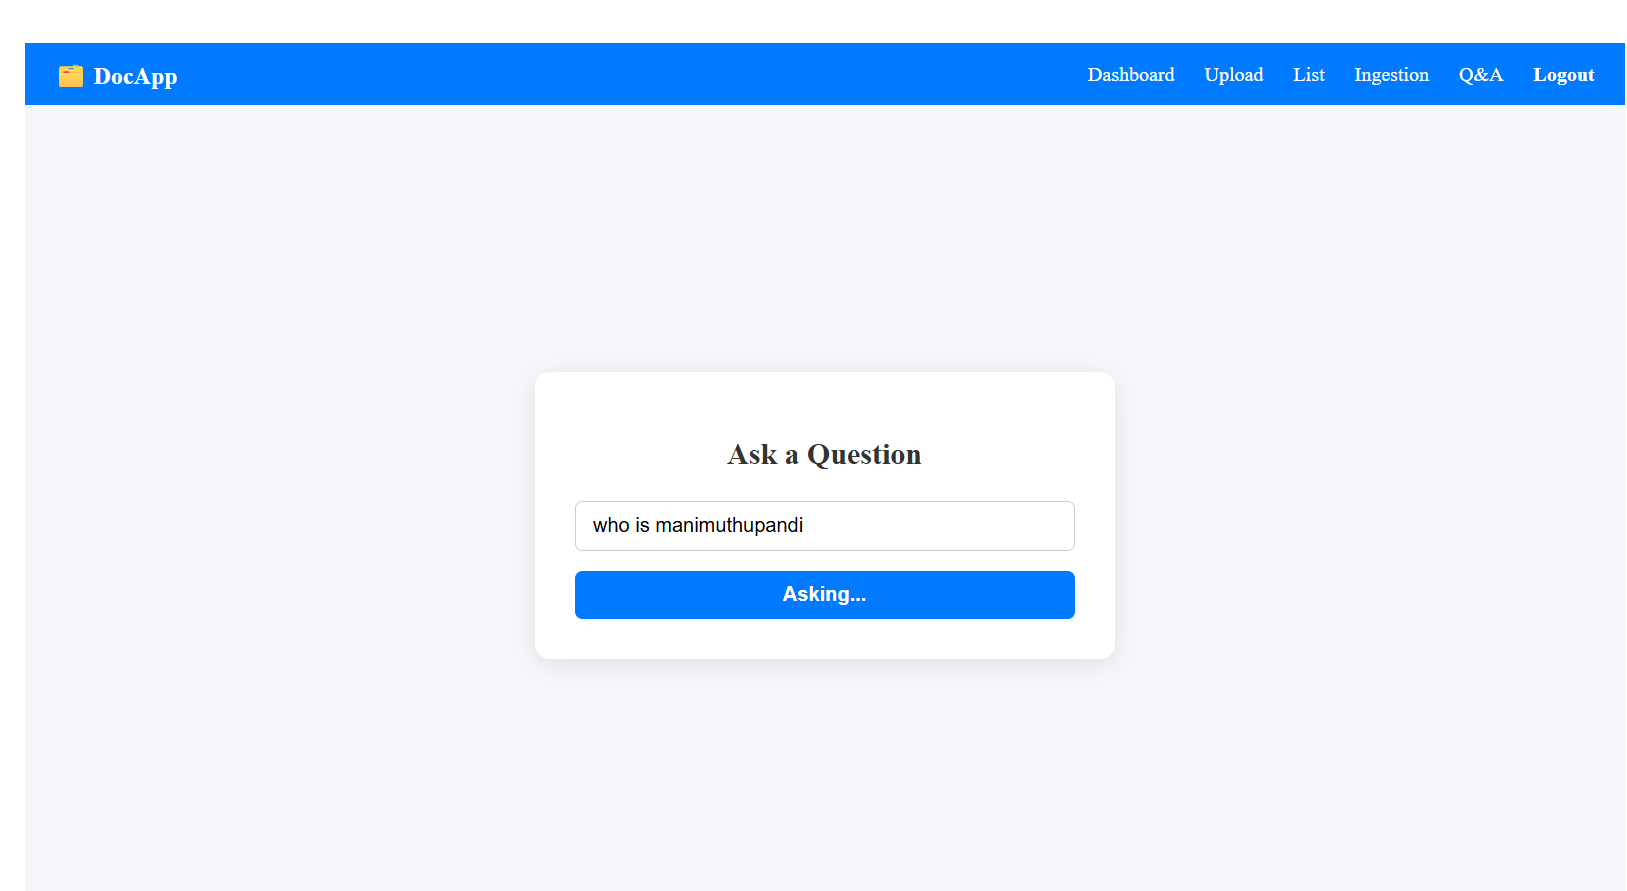 DocApp
Dashboard Upload List Ingestion Q&A Logout
Ask a Question
who is manimuthupandi
Asking...